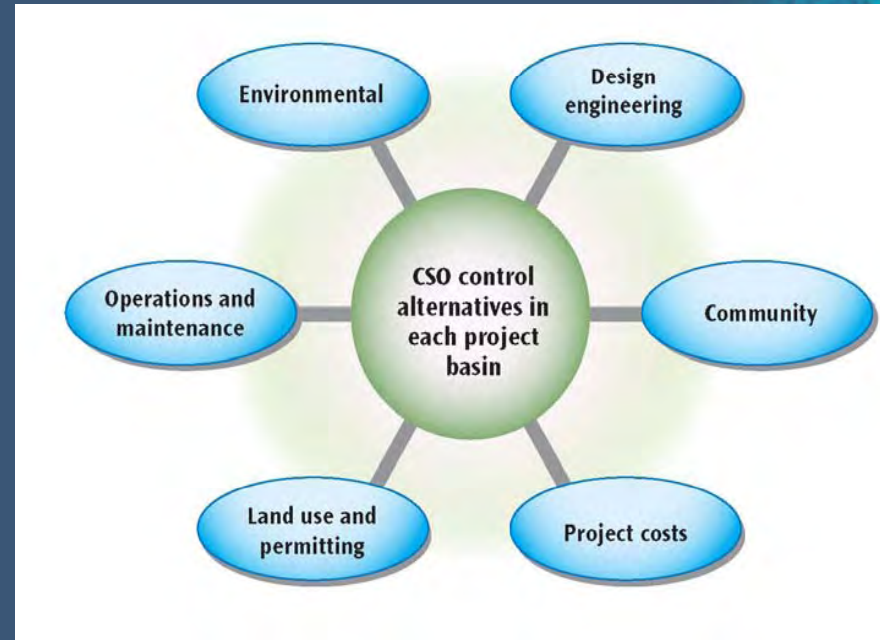 Environmental
Design
engineering
Operations and
maintenance
CSO control
alternatives in
each project
basin
Community
Land use and
permitting
Project costs